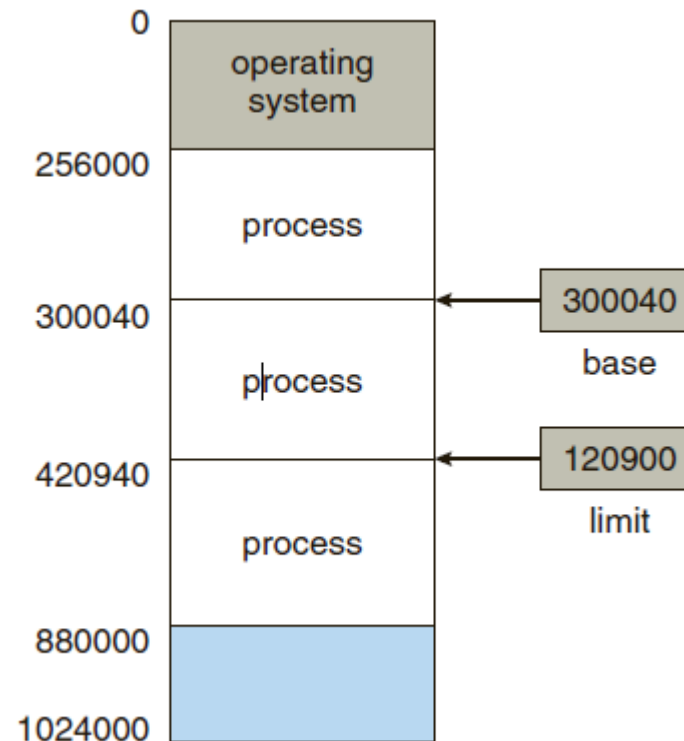 0
operating
system
256000
process
300040
300040
base
process
420940
120900
limit
process
880000
1024000